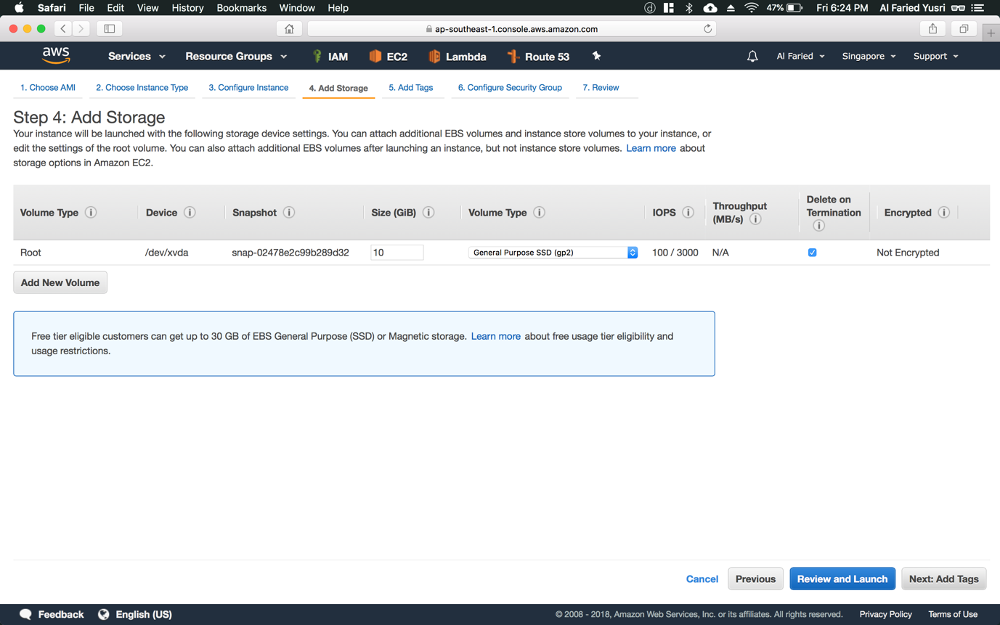 Safari File Edit View History Bookmarks Window Help 47% Fri 6:24 PM Al Faried Yusri
ap-southeast-1.console.aws.amazon.com
aws Services Resource Groups IAM EC2 Lambda Route 53 Al Faried Singapore Support
1. Choose AMI 2. Choose Instance Type 3. Configure Instance 4. Add Storage 5. Add Tags 6. Configure Security Group 7. Review
Step 4: Add Storage
Your instance will be launched with the following storage device settings. You can attach additional EBS volumes and instance store volumes to your instance, or
edit the settings of the root volume. You can also attach additional EBS volumes after launching an instance, but not instance store volumes. Learn more about
storage options in Amazon EC2.
Volume Type Device Snapshot Size (GiB) Volume Type IOPS Throughput (MB/s) Delete on Termination Encrypted
Root /dev/xvda snap-02478e2c99b289d32 10 General Purpose SSD (gp2) 100 / 3000 N/A Not Encrypted
Add New Volume
Free tier eligible customers can get up to 30 GB of EBS General Purpose (SSD) or Magnetic storage. Learn more about free usage tier eligibility and
usage restrictions.
Cancel Previous Review and Launch Next: Add Tags
Feedback English (US) © 2008 - 2018, Amazon Web Services, Inc. or its affiliates. All rights reserved. Privacy Policy Terms of Use